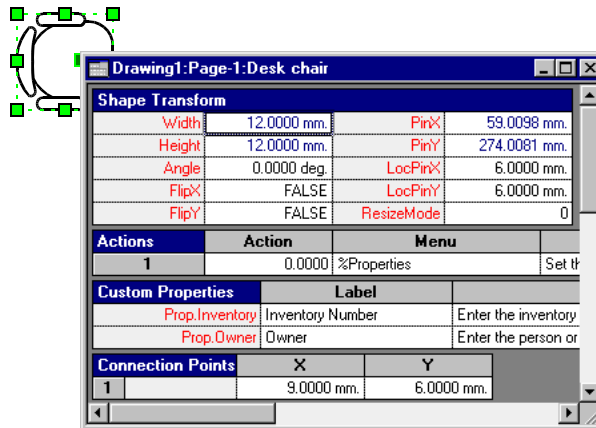 Drawing1:Page-1:Desk chair
Shape Transform
Width 12.0000 mm. PinX 59.0098 mm.
Height 12.0000 mm. PinY 274.0081 mm.
Angle 0.0000 deg. LocPinX 6.0000 mm.
FlipX FALSE LocPinY 6.0000 mm.
FlipY FALSE ResizeMode 0
Actions Action Menu
1 0.0000 %Properties Set th
Custom Properties Label
Prop.Inventory Inventory Number Enter the inventory
Prop.Owner Owner Enter the person or
Connection Points X Y
1 9.0000 mm. 6.0000 mm.